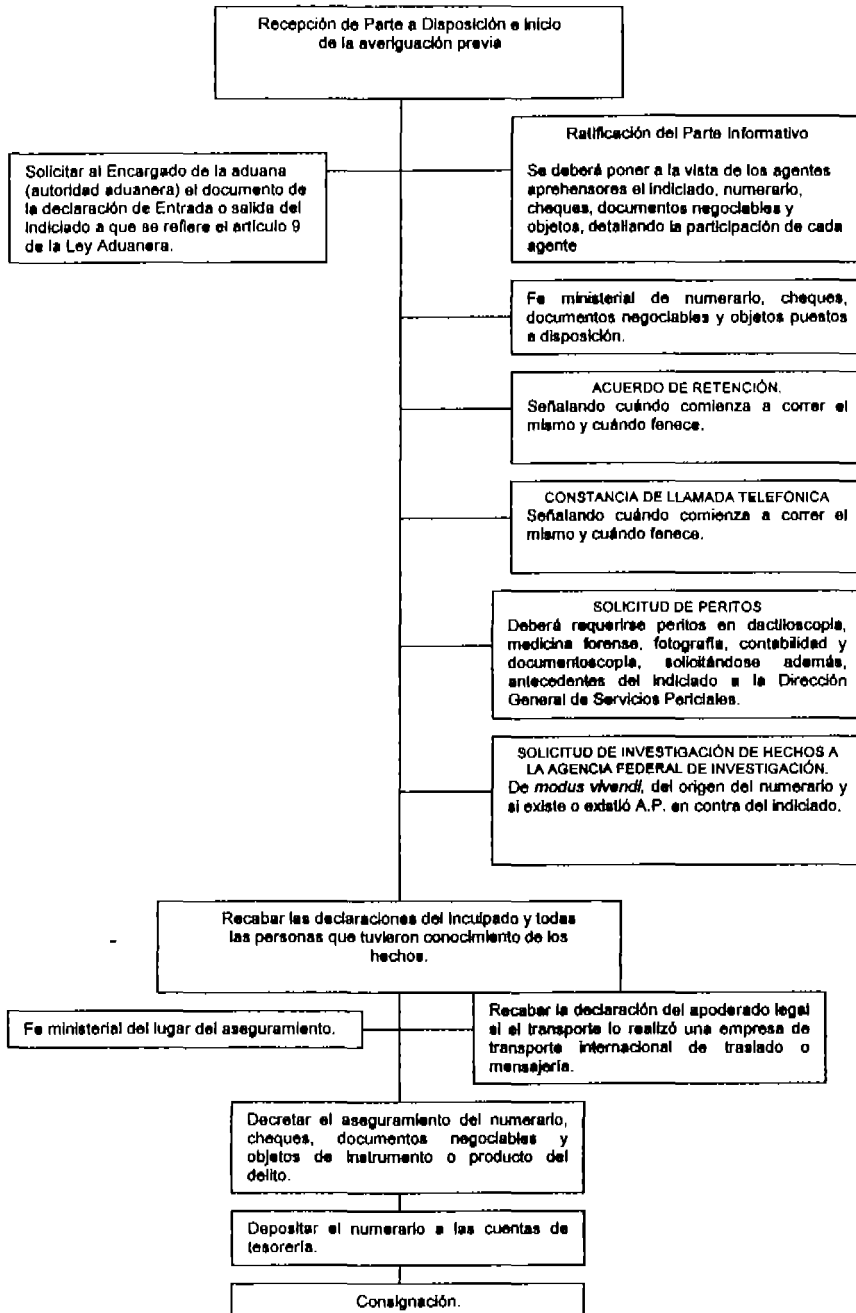 Recepción de Parte a Disposición e inicio
de la averiguación previa
Solicitar al Encargado de la aduana
(autoridad aduanera) el documento de
la declaración de Entrada o salida del
indiciado a que se refiere el artículo 9
de la Ley Aduanera.
Ratificación del Parte Informativo
Se deberá poner a la vista de los agentes
aprehensores el indiciado, numerario,
cheques, documentos negociables y
objetos, detallando la participación de cada
agente
Fe ministerial de numerario, cheques,
documentos negociables y objetos puestos
a disposición.
ACUERDO DE RETENCIÓN.
Señalando cuándo comienza a correr el
mismo y cuándo fenece.
CONSTANCIA DE LLAMADA TELEFÓNICA
Señalando cuándo comienza a correr el
mismo y cuándo fenece.
SOLICITUD DE PERITOS
Deberá requerirse peritos en dactiloscopía,
medicina forense, fotografía, contabilidad y
documentoscopía, solicitándose además,
antecedentes del indiciado a la Dirección
General de Servicios Periciales.
SOLICITUD DE INVESTIGACIÓN DE HECHOS A
LA AGENCIA FEDERAL DE INVESTIGACIÓN.
De modus vivendi, del origen del numerario y
si existe o existió A.P. en contra del indiciado.
Recabar las declaraciones del inculpado y todas
las personas que tuvieron conocimiento de los
hechos.
Fe ministerial del lugar del aseguramiento.
Recabar la declaración del apoderado legal
si el transporte lo realizó una empresa de
transporte internacional de traslado o
mensajería.
Decretar el aseguramiento del numerario,
cheques, documentos negociables y
objetos de instrumento o producto del
delito.
Depositar el numerario a las cuentas de
tesorería.
Consignación.